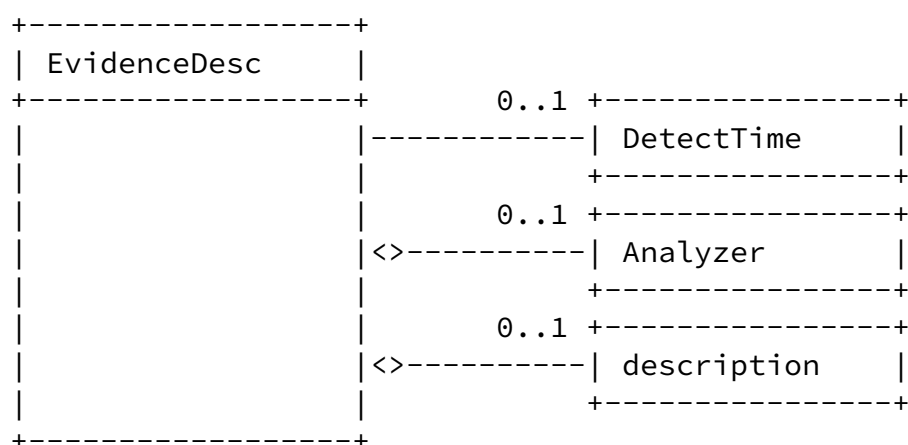 EvidenceDesc
0..1
DetectTime
0..1
Analyzer
0..1
description